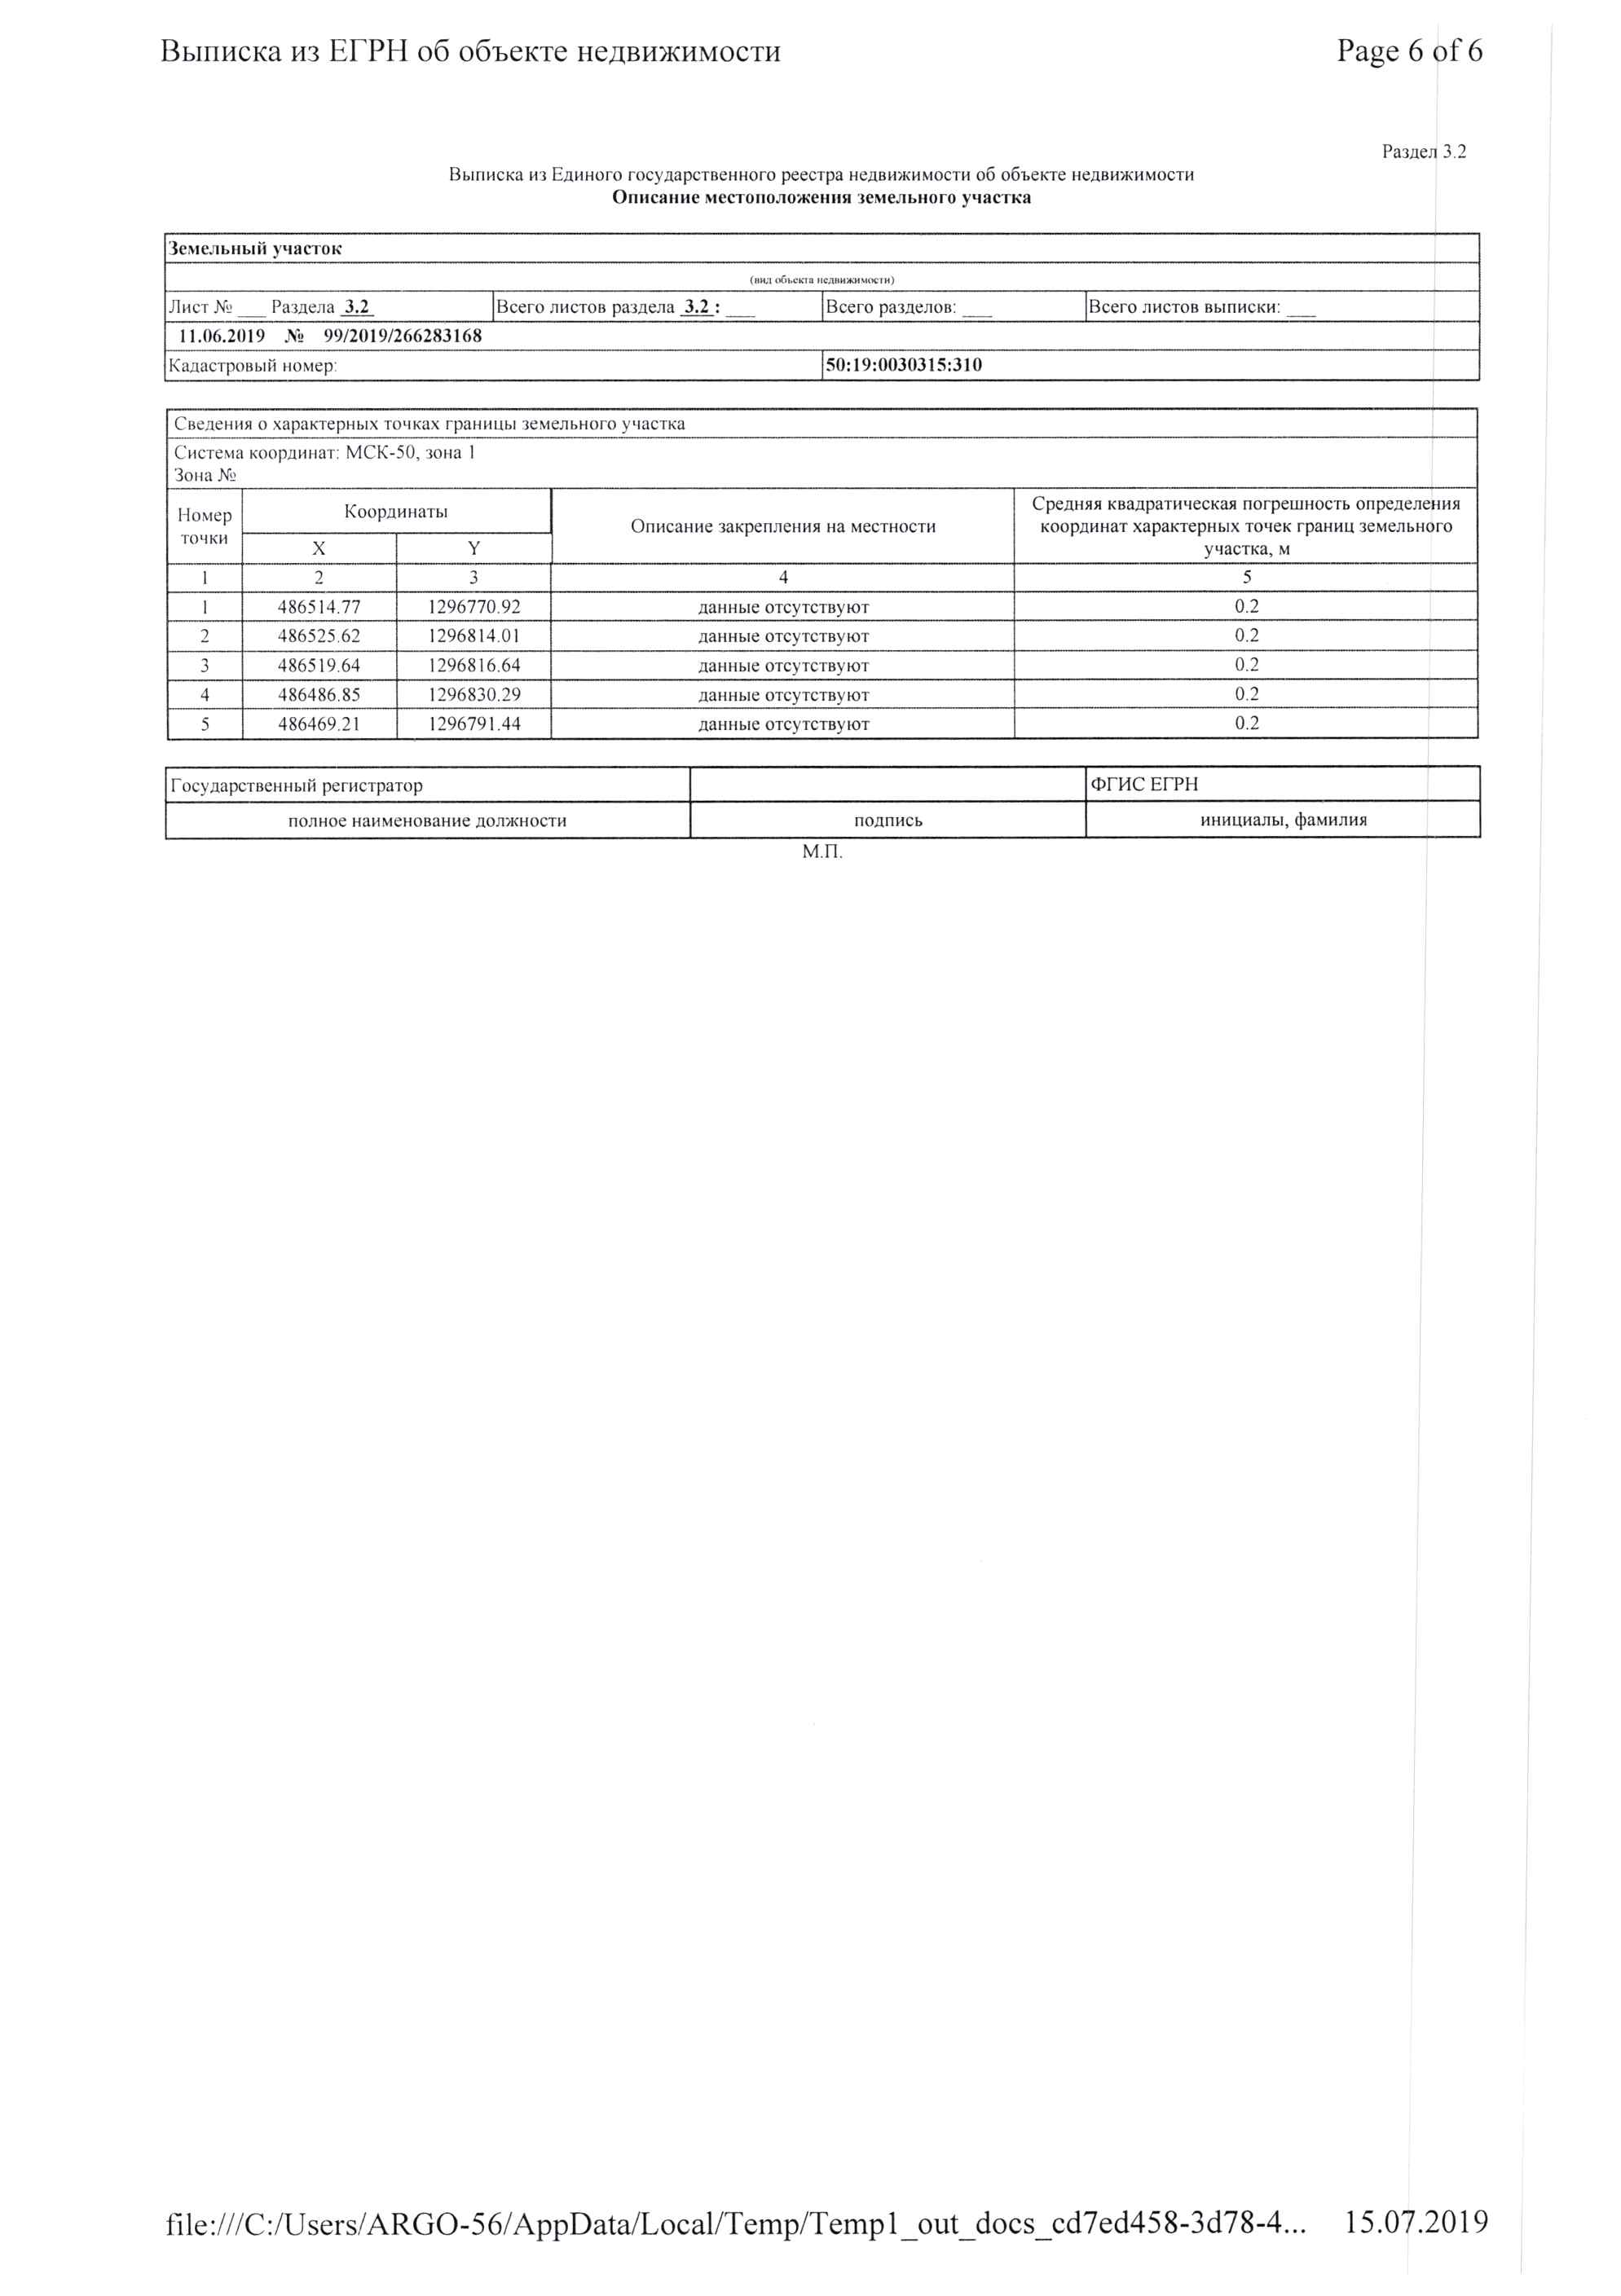 Выписка из ЕГРН об объекте недвижимости Page 6 of 6
Раздел 3.2
Выписка из Единого государственного реестра недвижимости об объекте недвижимости
Описание местоположения земельного участка
Земельный участок
(вид объекта недвижимости)
Лист № ___ Раздела 3.2 Всего листов раздела 3.2 : ___ Всего разделов: ___ Всего листов выписки: ___
11.06.2019 № 99/2019/266283168
Кадастровый номер: 50:19:0030315:310
Сведения о характерных точках границы земельного участка
Система координат: МСК-50, зона 1
Зона №
Номер точки Координаты Описание закрепления на местности Средняя квадратическая погрешность определения координат характерных точек границ земельного участка, м
X Y
1 2 3 4 5
1 486514.77 1296770.92 данные отсутствуют 0.2
2 486525.62 1296814.01 данные отсутствуют 0.2
3 486519.64 1296816.64 данные отсутствуют 0.2
4 486486.85 1296830.29 данные отсутствуют 0.2
5 486469.21 1296791.44 данные отсутствуют 0.2
Государственный регистратор ФГИС ЕГРН
полное наименование должности подпись инициалы, фамилия
М.П.
file:///C:/Users/ARGO-56/AppData/Local/Temp/Temp1_out_docs_cd7ed458-3d78-4... 15.07.2019